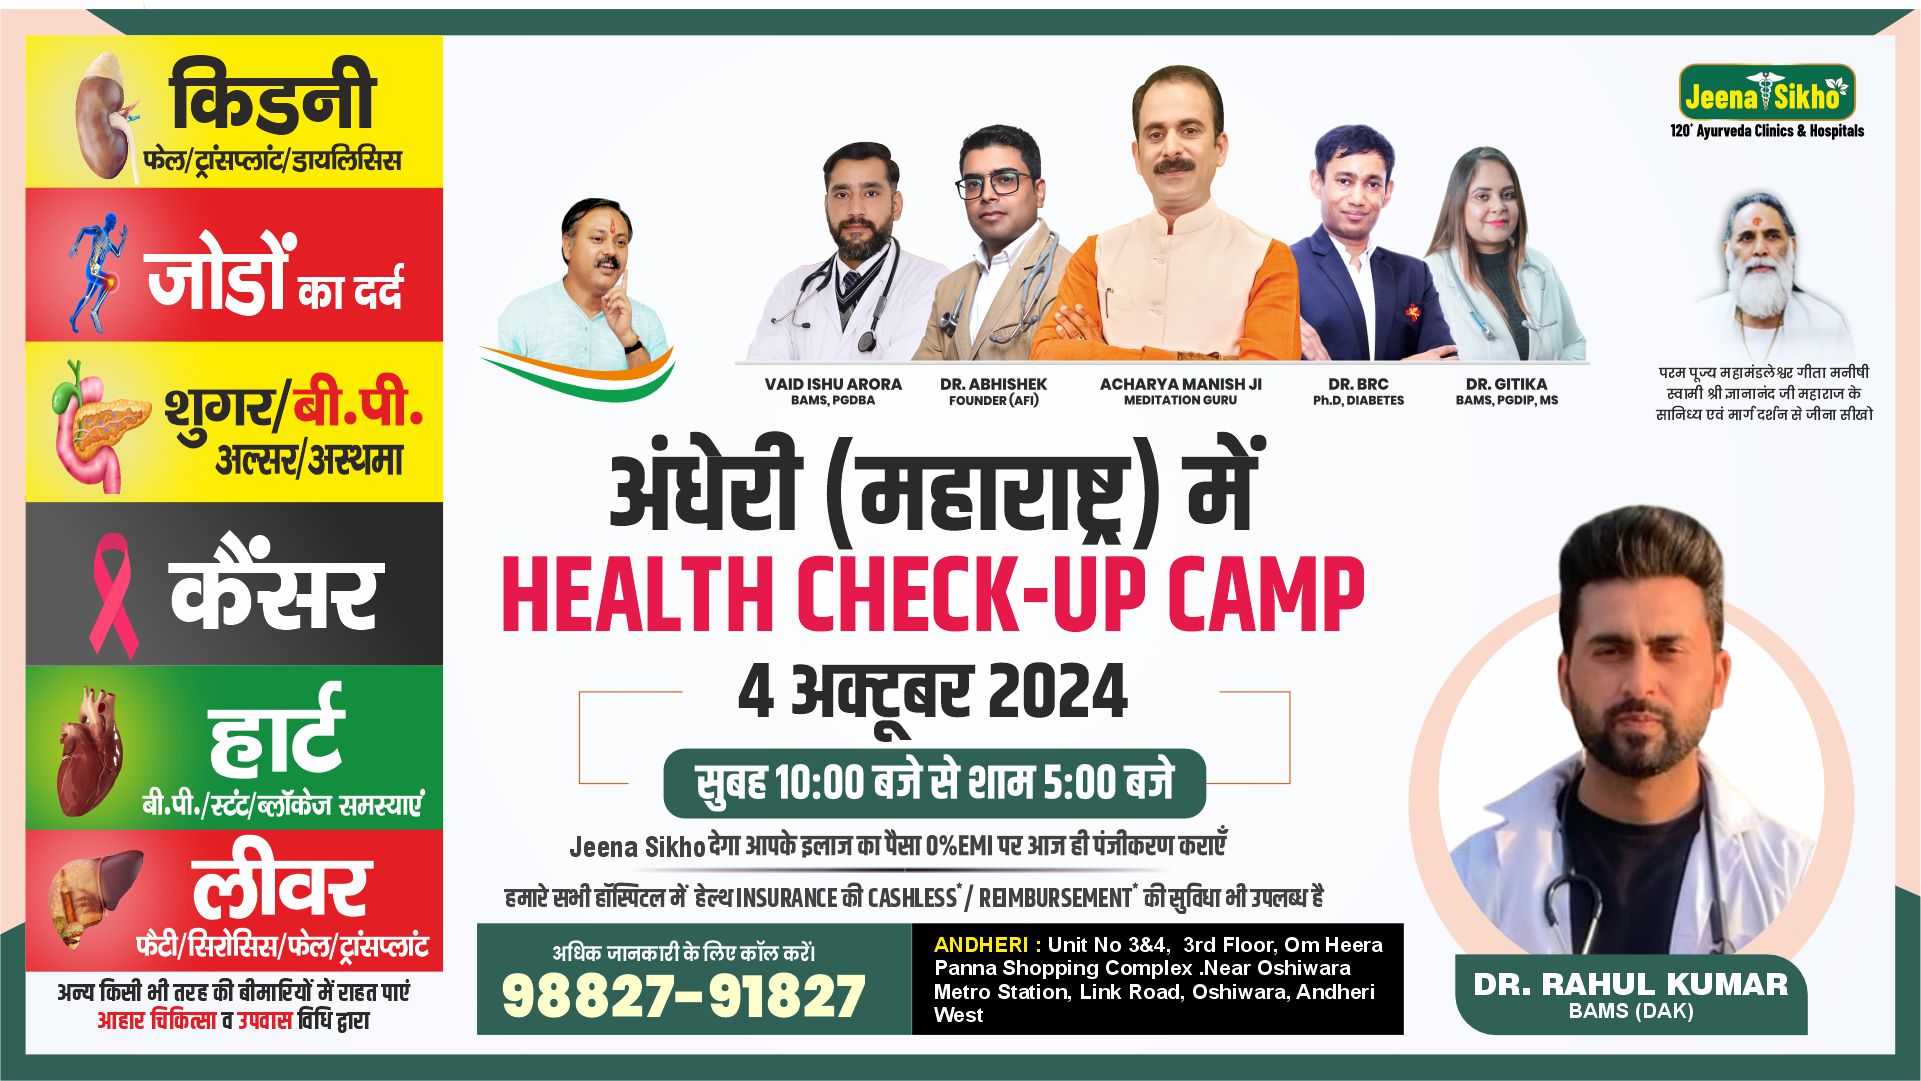 किडनी
फेल/ट्रांसप्लांट/डायलिसिस
जोडों का दर्द
शुगर/बी.पी.
अल्सर/अस्थमा
कैंसर
हार्ट
बी.पी./स्टंट/ब्लॉकेज समस्याएं
लीवर
फैटी/सिरोसिस/फेल/ट्रांसप्लांट
अन्य किसी भी तरह की बीमारियों में राहत पाएं
आहार चिकित्सा व उपवास विधि द्वारा
Jeena Sikho
120+ Ayurveda Clinics & Hospitals
VAID ISHU ARORA
BAMS, PGDBA
DR. ABHISHEK
FOUNDER (AFI)
ACHARYA MANISH JI
MEDITATION GURU
DR. BRC
Ph.D, DIABETES
DR. GITIKA
BAMS, PGDIP, MS
परम पूज्य महामंडलेश्वर गीता मनीषी
स्वामी श्री ज्ञानानंद जी महाराज के
सानिध्य एवं मार्ग दर्शन से जीना सीखो
अंधेरी (महाराष्ट्र) में
HEALTH CHECK-UP CAMP
4 अक्टूबर 2024
सुबह 10:00 बजे से शाम 5:00 बजे
Jeena Sikho देगा आपके इलाज का पैसा 0%EMI पर आज ही पंजीकरण कराएँ
हमारे सभी हॉस्पिटल में हेल्थ INSURANCE की CASHLESS* / REIMBURSEMENT* की सुविधा भी उपलब्ध है
अधिक जानकारी के लिए कॉल करें।
98827-91827
ANDHERI : Unit No 3&4, 3rd Floor, Om Heera
Panna Shopping Complex .Near Oshiwara
Metro Station, Link Road, Oshiwara, Andheri
West
DR. RAHUL KUMAR
BAMS (DAK)